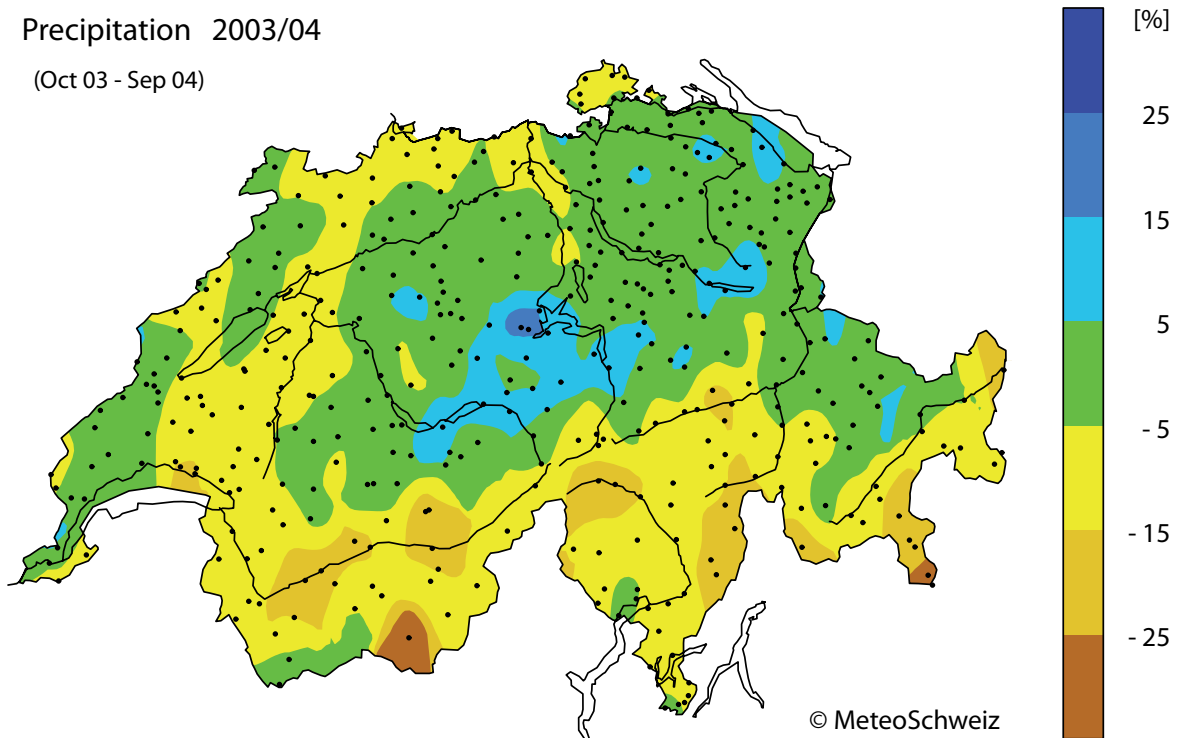 Precipitation 2003/04
(Oct 03 - Sep 04)
[%]
25
15
5
- 5
- 15
- 25
© MeteoSchweiz